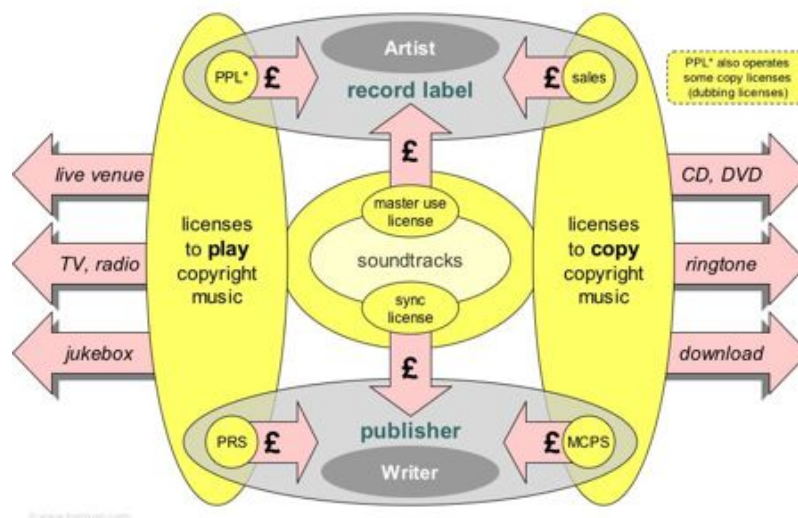 Artist
PPL*
£
record label
£
sales
PPL* also operates
some copy licenses
(dubbing licenses)
£
live venue
CD, DVD
master use
license
licenses
to play
copyright
music
soundtracks
licenses
to copy
copyright
music
TV, radio
ringtone
sync
license
jukebox
£
download
PRS
£
publisher
£
MCPS
Writer